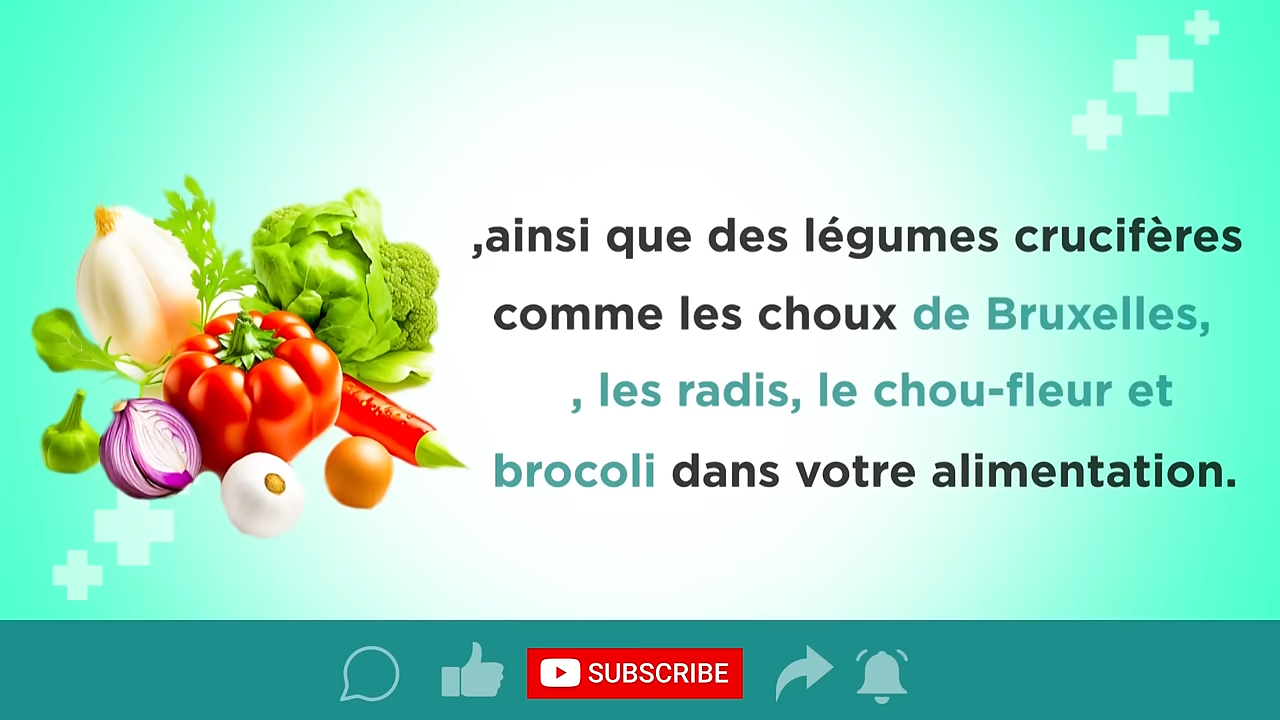 ,ainsi que des légumes crucifères
comme les choux de Bruxelles,
, les radis, le chou-fleur et
brocoli dans votre alimentation.
SUBSCRIBE